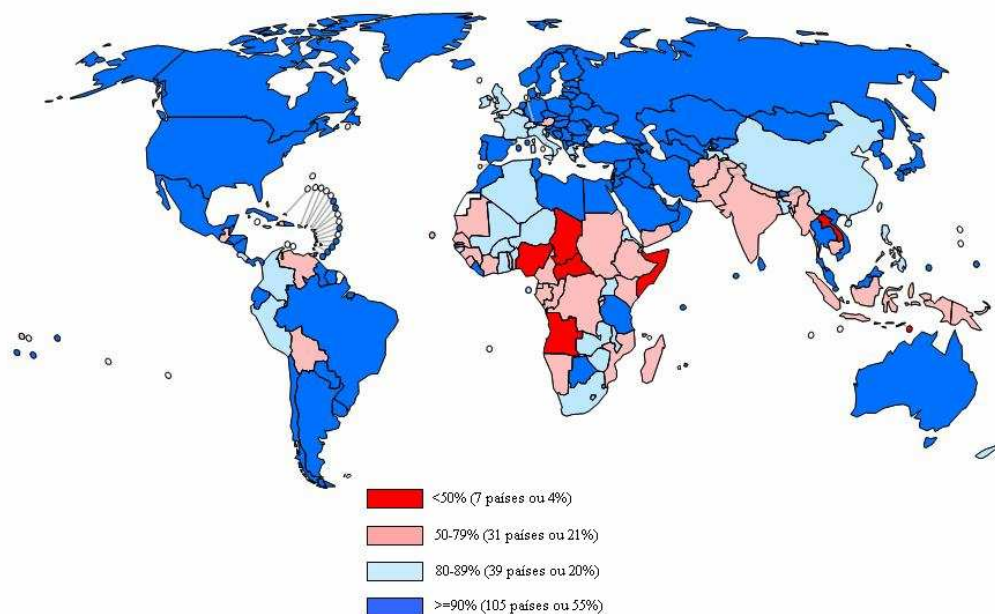 <50% (7 países ou 4%)
50-79% (31 países ou 21%)
80-89% (39 países ou 20%)
>=90% (105 países ou 55%)